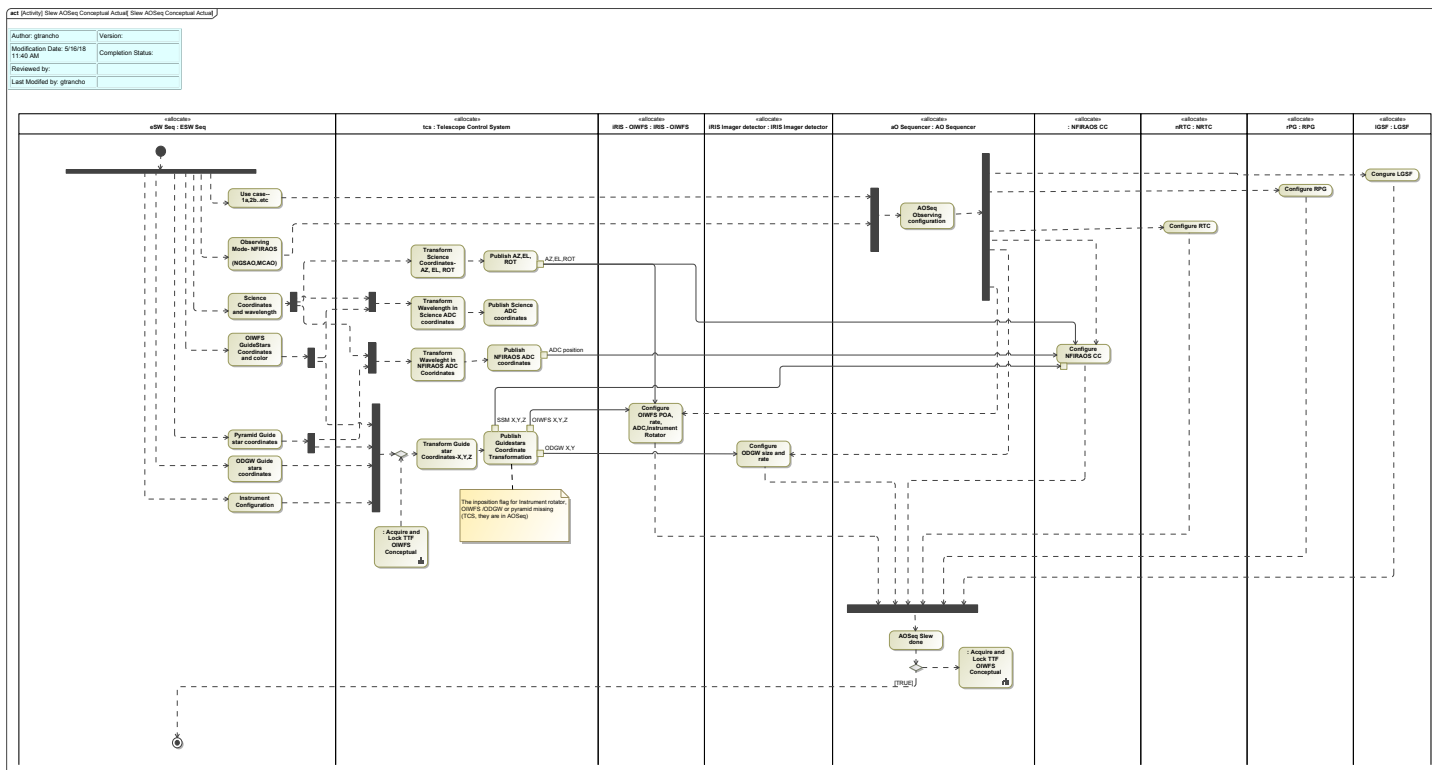 act [Activity] Slew AOSeq Conceptual Actual[ Slew AOSeq Conceptual Actual]
Author: gtrancho
Version:
Modification Date: 5/16/18
11:40 AM
Completion Status:
Reviewed by:
Last Modifed by: gtrancho
«allocate»
eSW Seq : ESW Seq
«allocate»
tcs : Telescope Control System
«allocate»
iRIS - OIWFS : IRIS - OIWFS
«allocate»
iRIS Imager detector : IRIS Imager detector
«allocate»
aO Sequencer : AO Sequencer
«allocate»
: NFIRAOS CC
«allocate»
nRTC : NRTC
«allocate»
rPG : RPG
«allocate»
lGSF : LGSF
Use case--
1a,2b..etc
Observing
Mode- NFIRAOS
(NGSAO,MCAO)
Science
Coordinates
and wavelength
OIWFS
GuideStars
Coordinates
and color
Pyramid Guide
star coordinates
ODGW Guide
stars
coordinates
Instrument
Configuration
Transform
Science
Coordinates-
AZ, EL, ROT
Publish AZ,EL,
ROT
AZ,EL,ROT
Transform
Wavelength in
Science ADC
coordinates
Publish Science
ADC
coordinates
Transform
Waveleght in
NFIRAOS ADC
Cooridnates
Publish
NFIRAOS ADC
coordinates
ADC position
SSM X,Y,Z
OIWFS X,Y,Z
Transform Guide
star
Coordinates-X,Y,Z
Publish
Guidestars
Coordinate
Transformation
ODGW X,Y
The inposition flag for Instrument rotator,
OIWFS /ODGW or pyramid missing
(TCS, they are in AOSeq)
: Acquire and
Lock TTF
OIWFS
Conceptual
Configure
OIWFS POA,
rate,
ADC,Instrument
Rotator
Configure
ODGW size and
rate
AOSeq
Observing
configuration
Configure
NFIRAOS CC
Configure RTC
Configure RPG
Congure LGSF
AOSeq Slew
done
: Acquire and
Lock TTF
OIWFS
Conceptual
[TRUE]